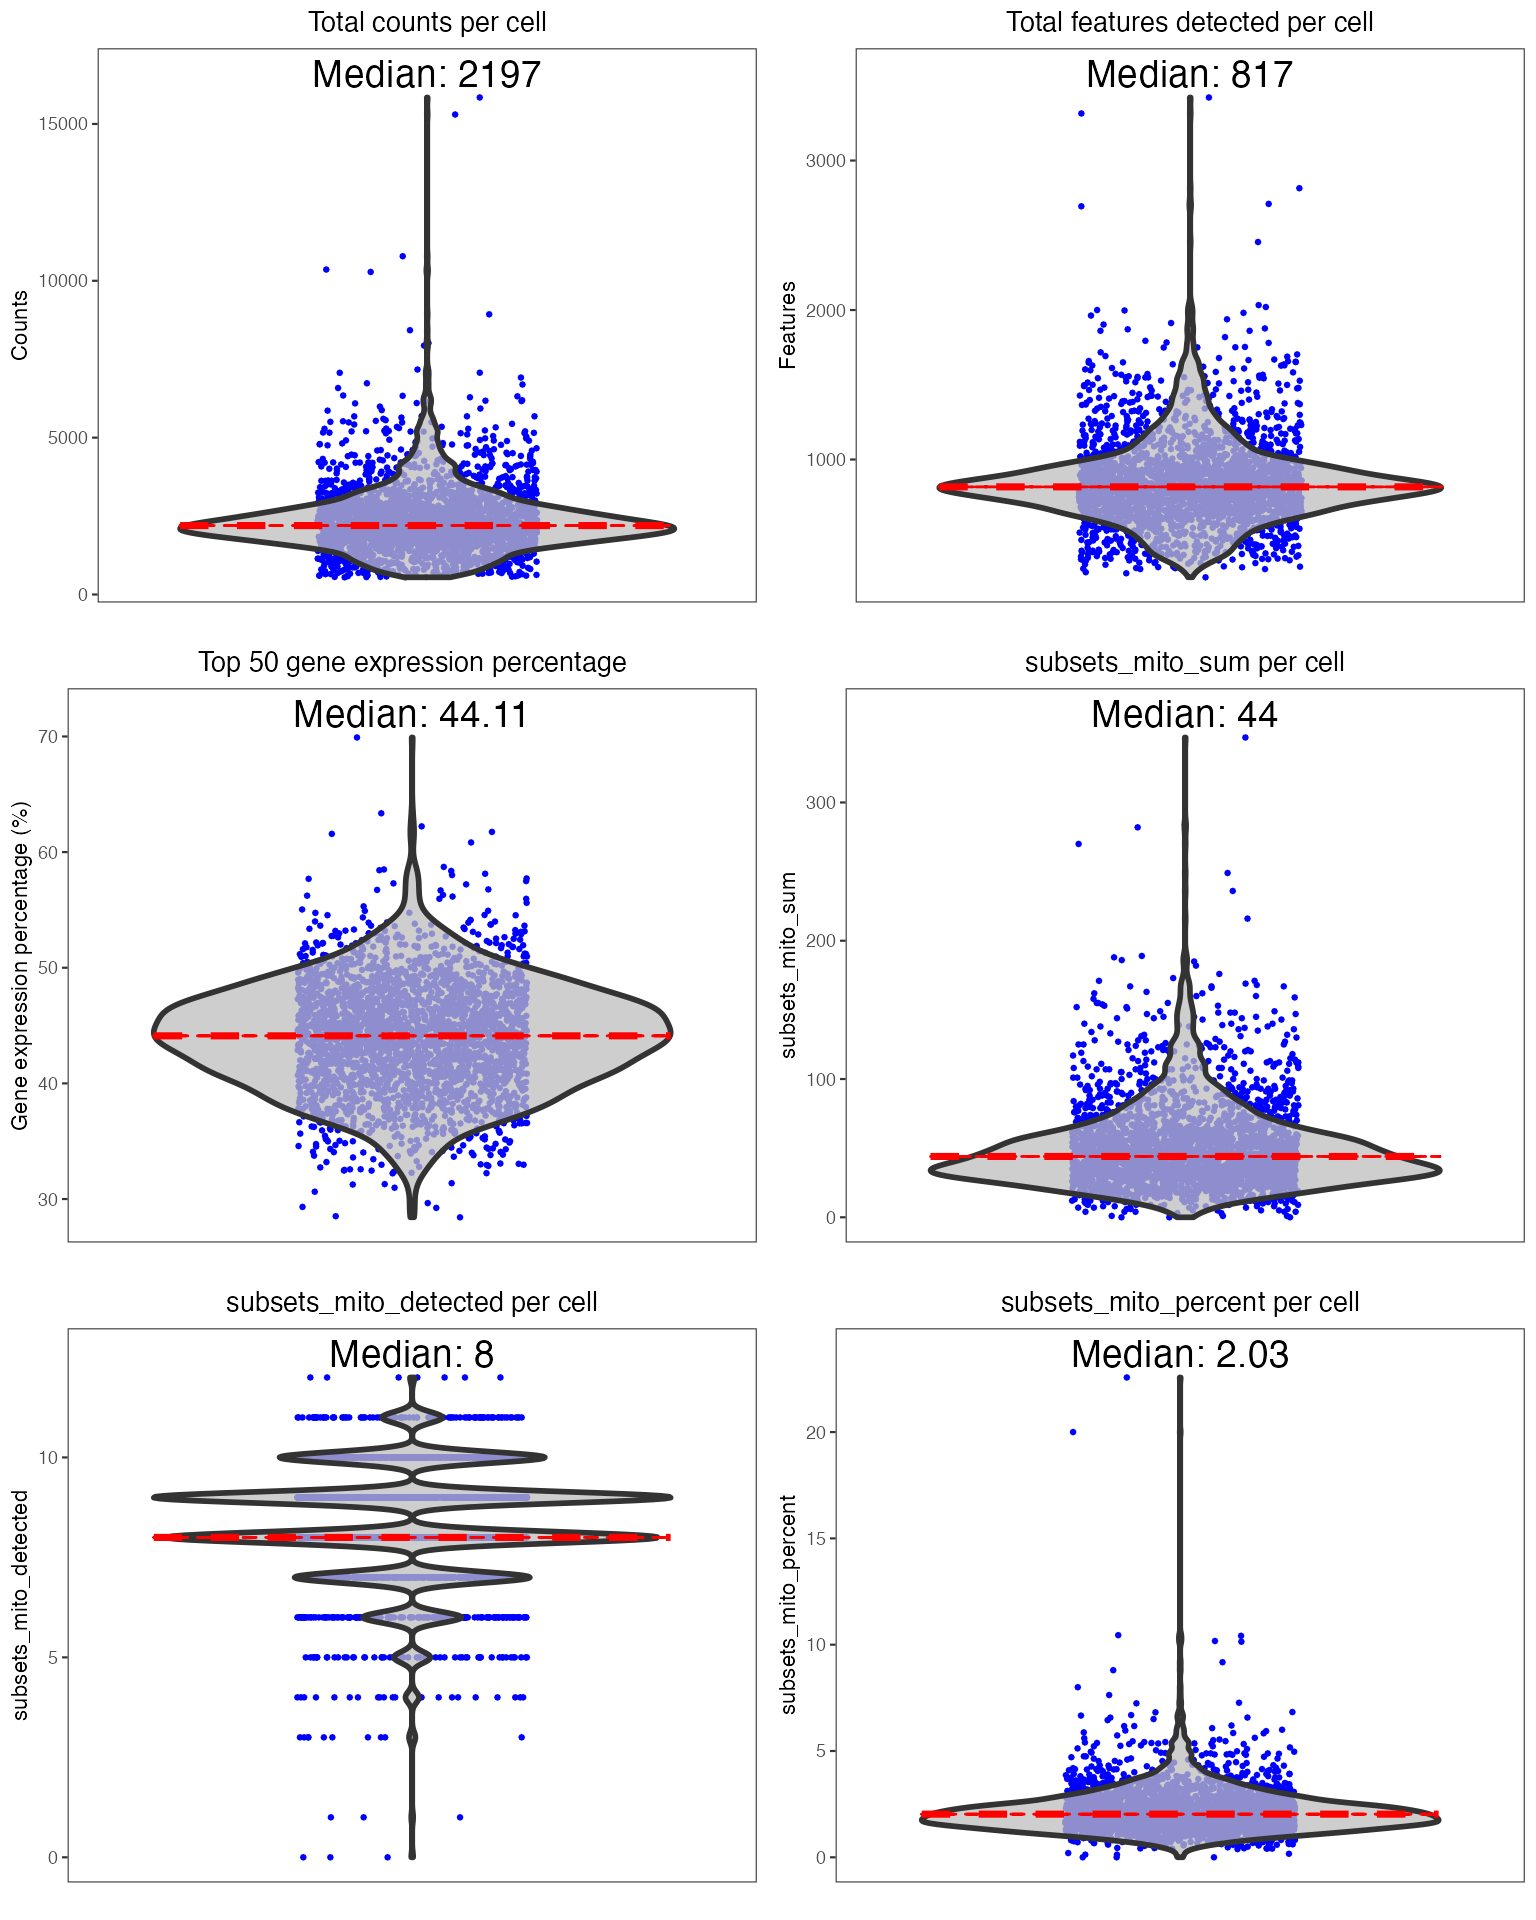 Total counts per cell
Median: 2197
Counts
15000
10000
5000
0
Total features detected per cell
Median: 817
Features
3000
2000
1000
Top 50 gene expression percentage
Median: 44.11
Gene expression percentage (%)
70
60
50
40
30
subsets_mito_sum per cell
Median: 44
subsets_mito_sum
300
200
100
0
subsets_mito_detected per cell
Median: 8
subsets_mito_detected
10
5
0
subsets_mito_percent per cell
Median: 2.03
subsets_mito_percent
20
15
10
5
0